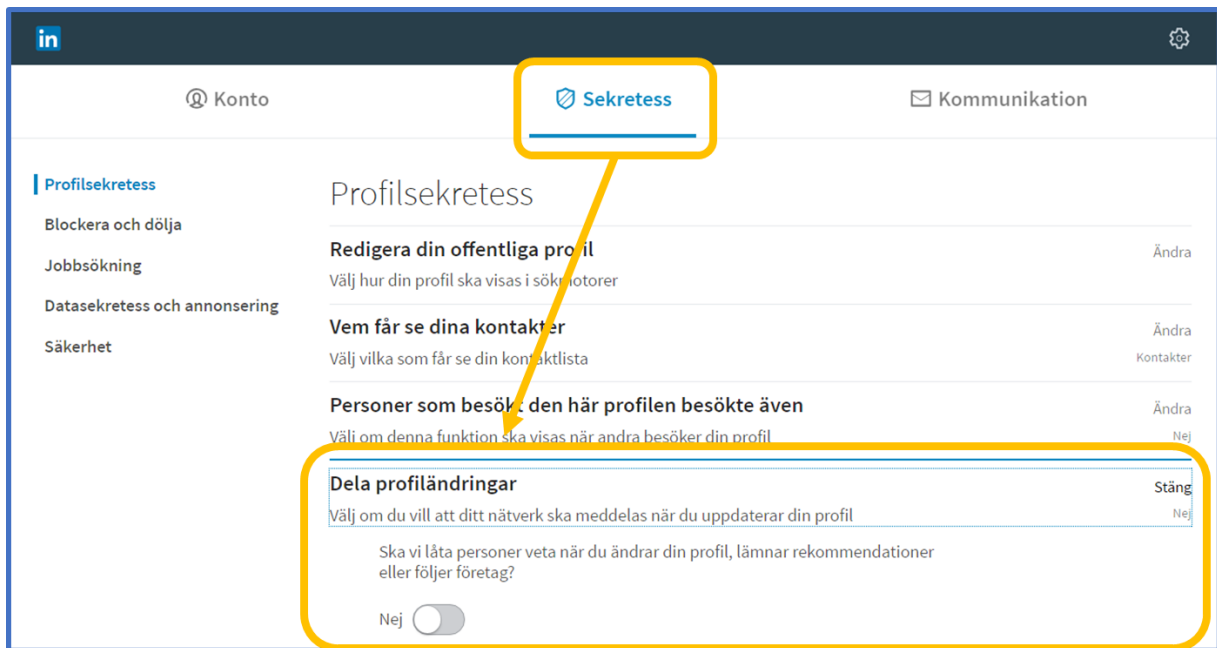 in
Konto
Sekretess
Kommunikation
Profilsekretess
Blockera och dölja
Jobbsökning
Datasekretess och annonsering
Säkerhet
Profilsekretess
Redigera din offentliga profil
Ändra
Välj hur din profil ska visas i sökmotorer
Vem får se dina kontakter
Ändra
Välj vilka som får se din kontaktlista
Kontakter
Personer som besökt den här profilen besökte även
Ändra
Välj om denna funktion ska visas när andra besöker din profil
Nej
Dela profiländringar
Stäng
Välj om du vill att ditt nätverk ska meddelas när du uppdaterar din profil
Nej
Ska vi låta personer veta när du ändrar din profil, lämnar rekommendationer
eller följer företag?
Nej